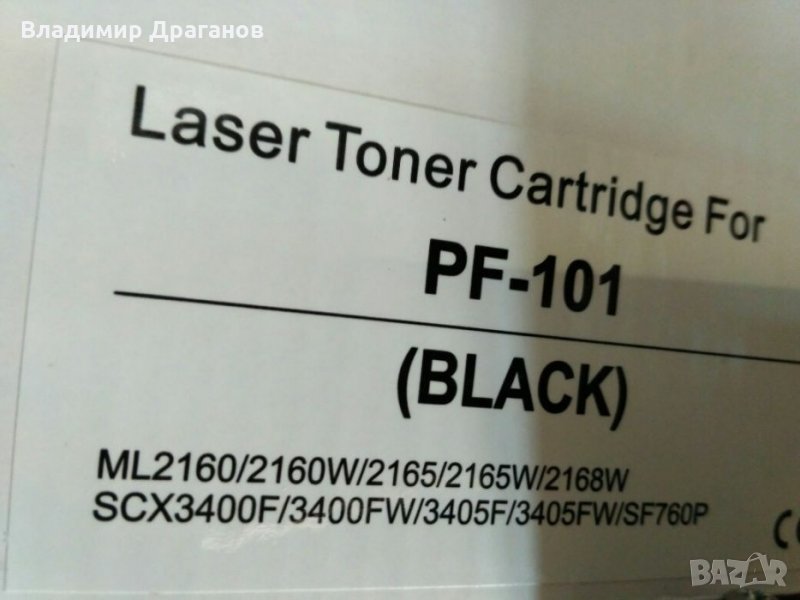 Владимир Драганов
Laser Toner Cartridge For
PF-101
(BLACK)
ML2160/2160W/2165/2165W/2168W
SCX3400F/3400FW/3405F/3405FW/SF760P
CE
BAZAR